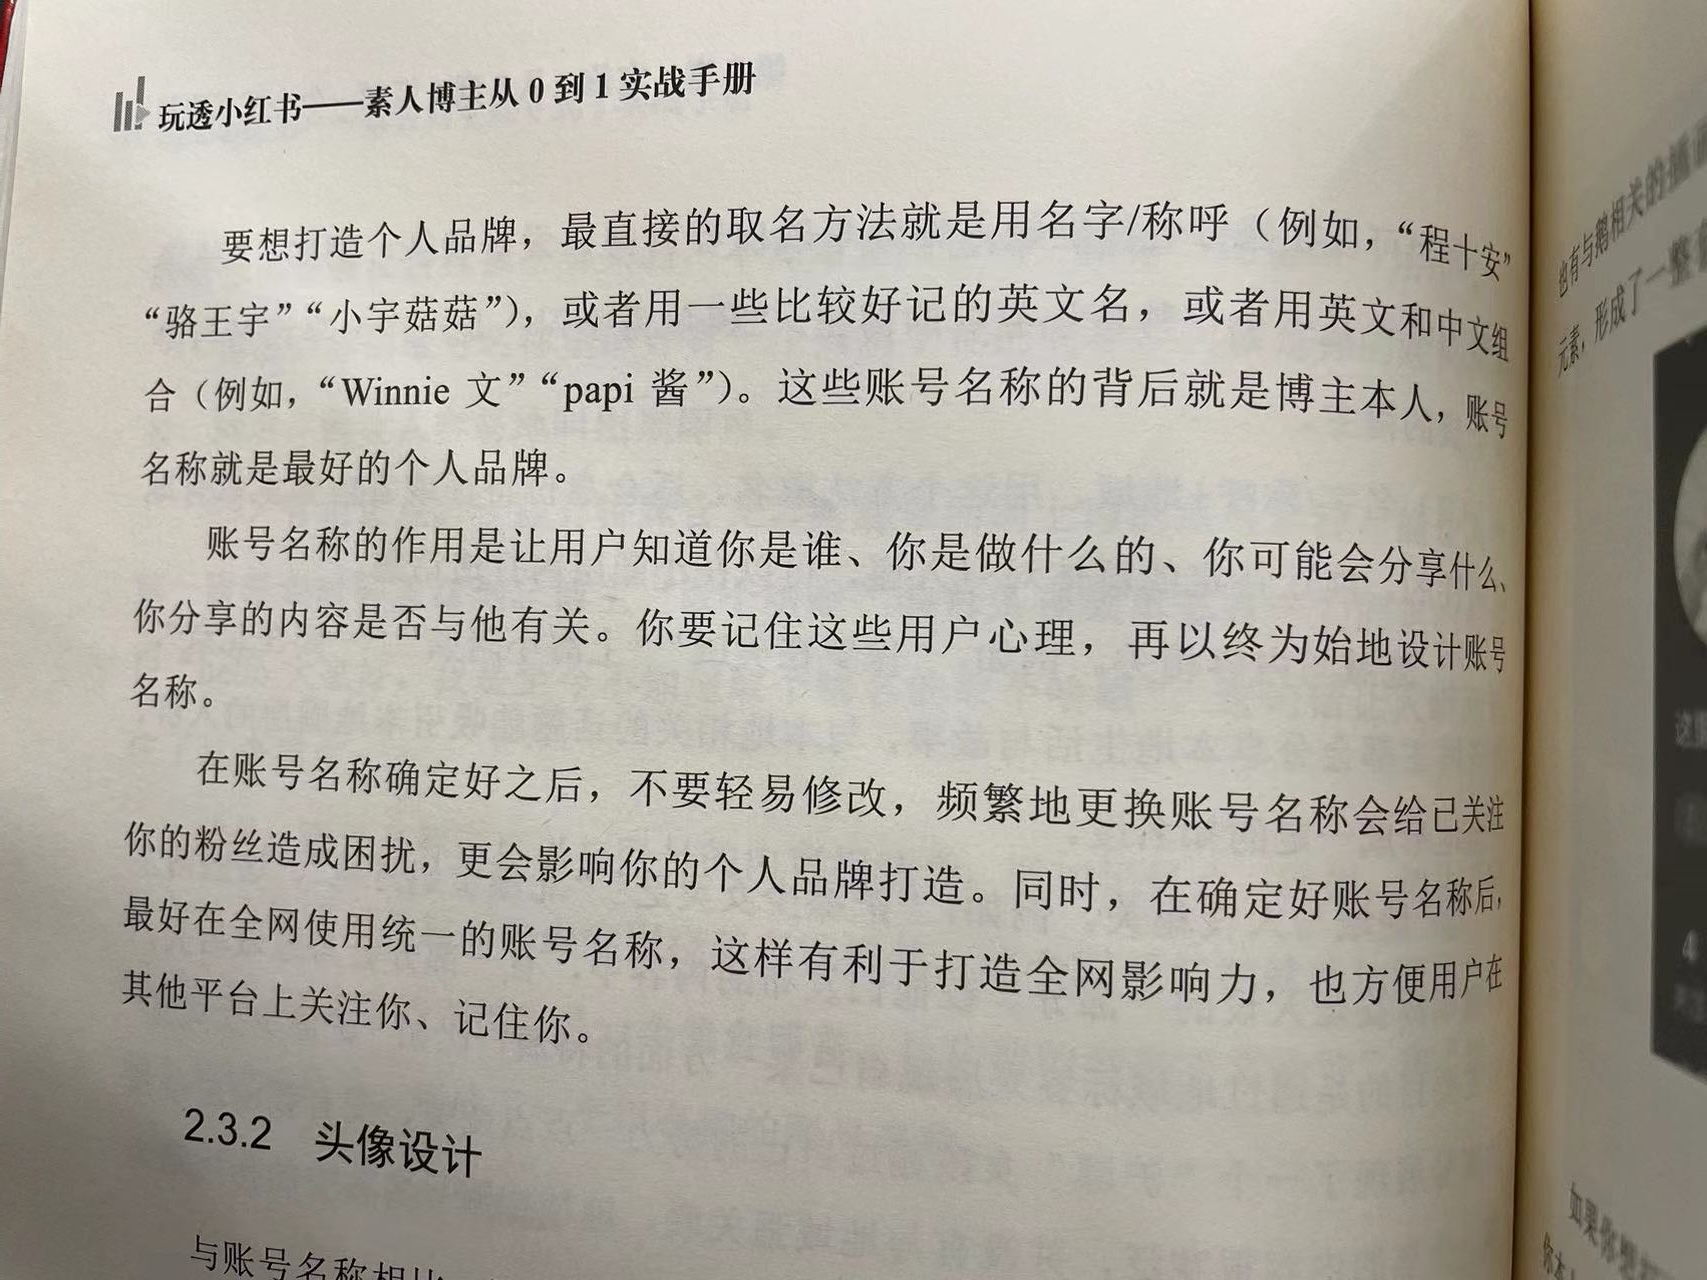 玩透小红书——素人博主从0到1实战手册
要想打造个人品牌，最直接的取名方法就是用名字/称呼（例如，“程十安”
“骆王宇”“小宇菇菇”），或者用一些比较好记的英文名，或者用英文和中文组
合（例如，“Winnie 文”“papi 酱”）。这些账号名称的背后就是博主本人，账号
名称就是最好的个人品牌。
账号名称的作用是让用户知道你是谁、你是做什么的、你可能会分享什么、
你分享的内容是否与他有关。你要记住这些用户心理，再以终为始地设计账号
名称。
在账号名称确定好之后，不要轻易修改，频繁地更换账号名称会给已关注
你的粉丝造成困扰，更会影响你的个人品牌打造。同时，在确定好账号名称后，
最好在全网使用统一的账号名称，这样有利于打造全网影响力，也方便用户在
其他平台上关注你、记住你。
2.3.2 头像设计
与账号名称相比
也有与鹅相关的插
元素，形成了一整
这
4
如果你想
你本